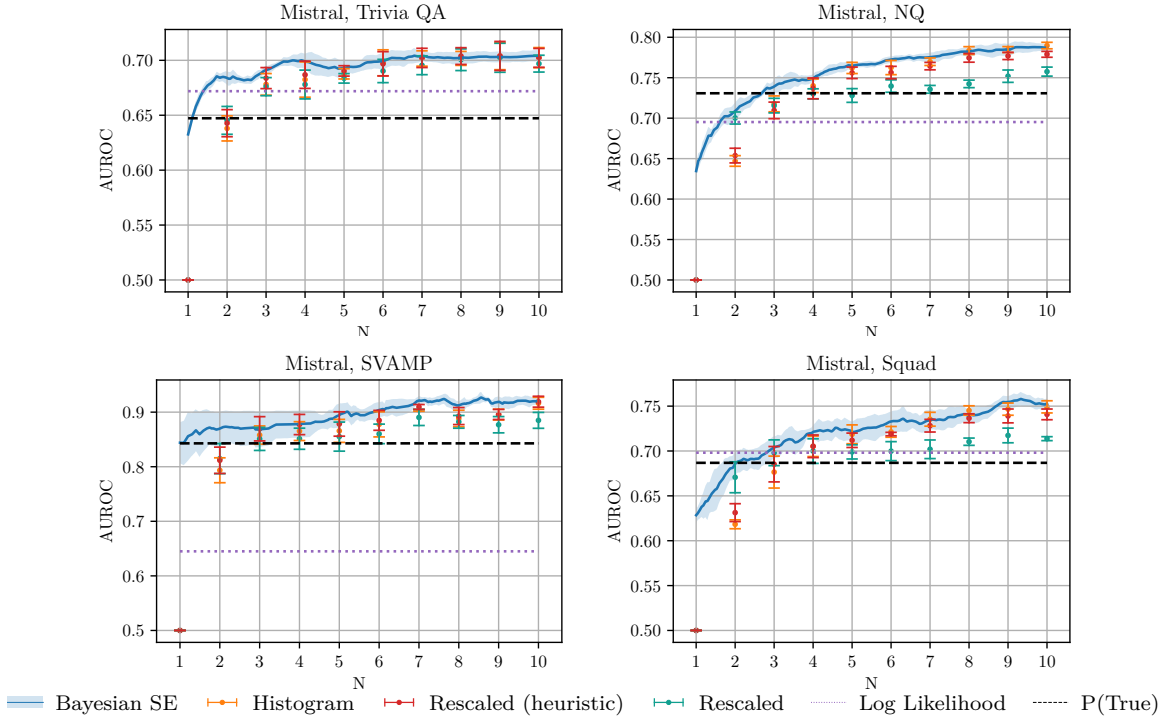 Mistral, Trivia QA
AUROC
0.70
0.65
0.60
0.55
0.50
1 2 3 4 5 6 7 8 9 10
N
Mistral, NQ
AUROC
0.80
0.75
0.70
0.65
0.60
0.55
0.50
1 2 3 4 5 6 7 8 9 10
N
Mistral, SVAMP
AUROC
0.9
0.8
0.7
0.6
0.5
1 2 3 4 5 6 7 8 9 10
N
Mistral, Squad
AUROC
0.75
0.70
0.65
0.60
0.55
0.50
1 2 3 4 5 6 7 8 9 10
N
Bayesian SE Histogram Rescaled (heuristic) Rescaled Log Likelihood P(True)